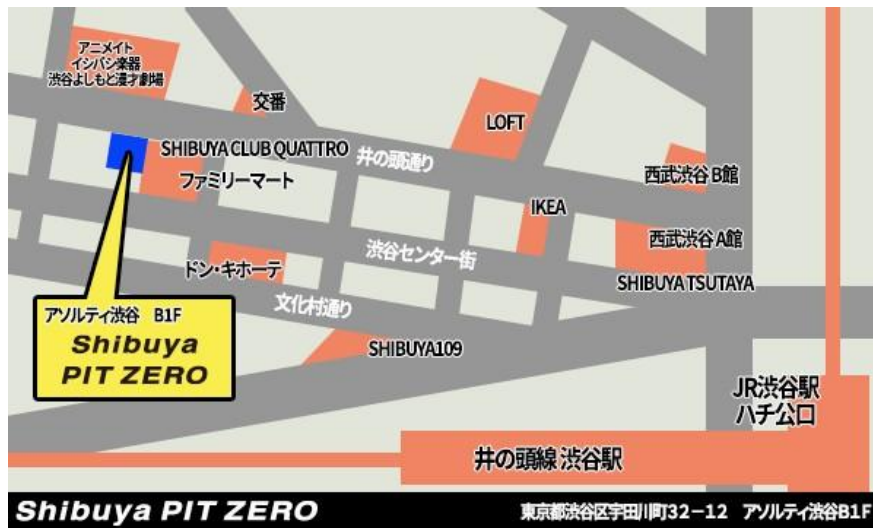 アニメイト
イシバシ楽器
渋谷よしもと漫才劇場
交番
LOFT
SHIBUYA CLUB QUATTRO
井の頭通り
ファミリーマート
西武渋谷 B館
IKEA
西武渋谷 A館
渋谷センター街
ドン・キホーテ
SHIBUYA TSUTAYA
文化村通り
アソルティ渋谷 B1F
Shibuya
PIT ZERO
SHIBUYA109
JR渋谷駅
ハチ公口
井の頭線 渋谷駅
Shibuya PIT ZERO
東京都渋谷区宇田川町32−12 アソルティ渋谷B1F